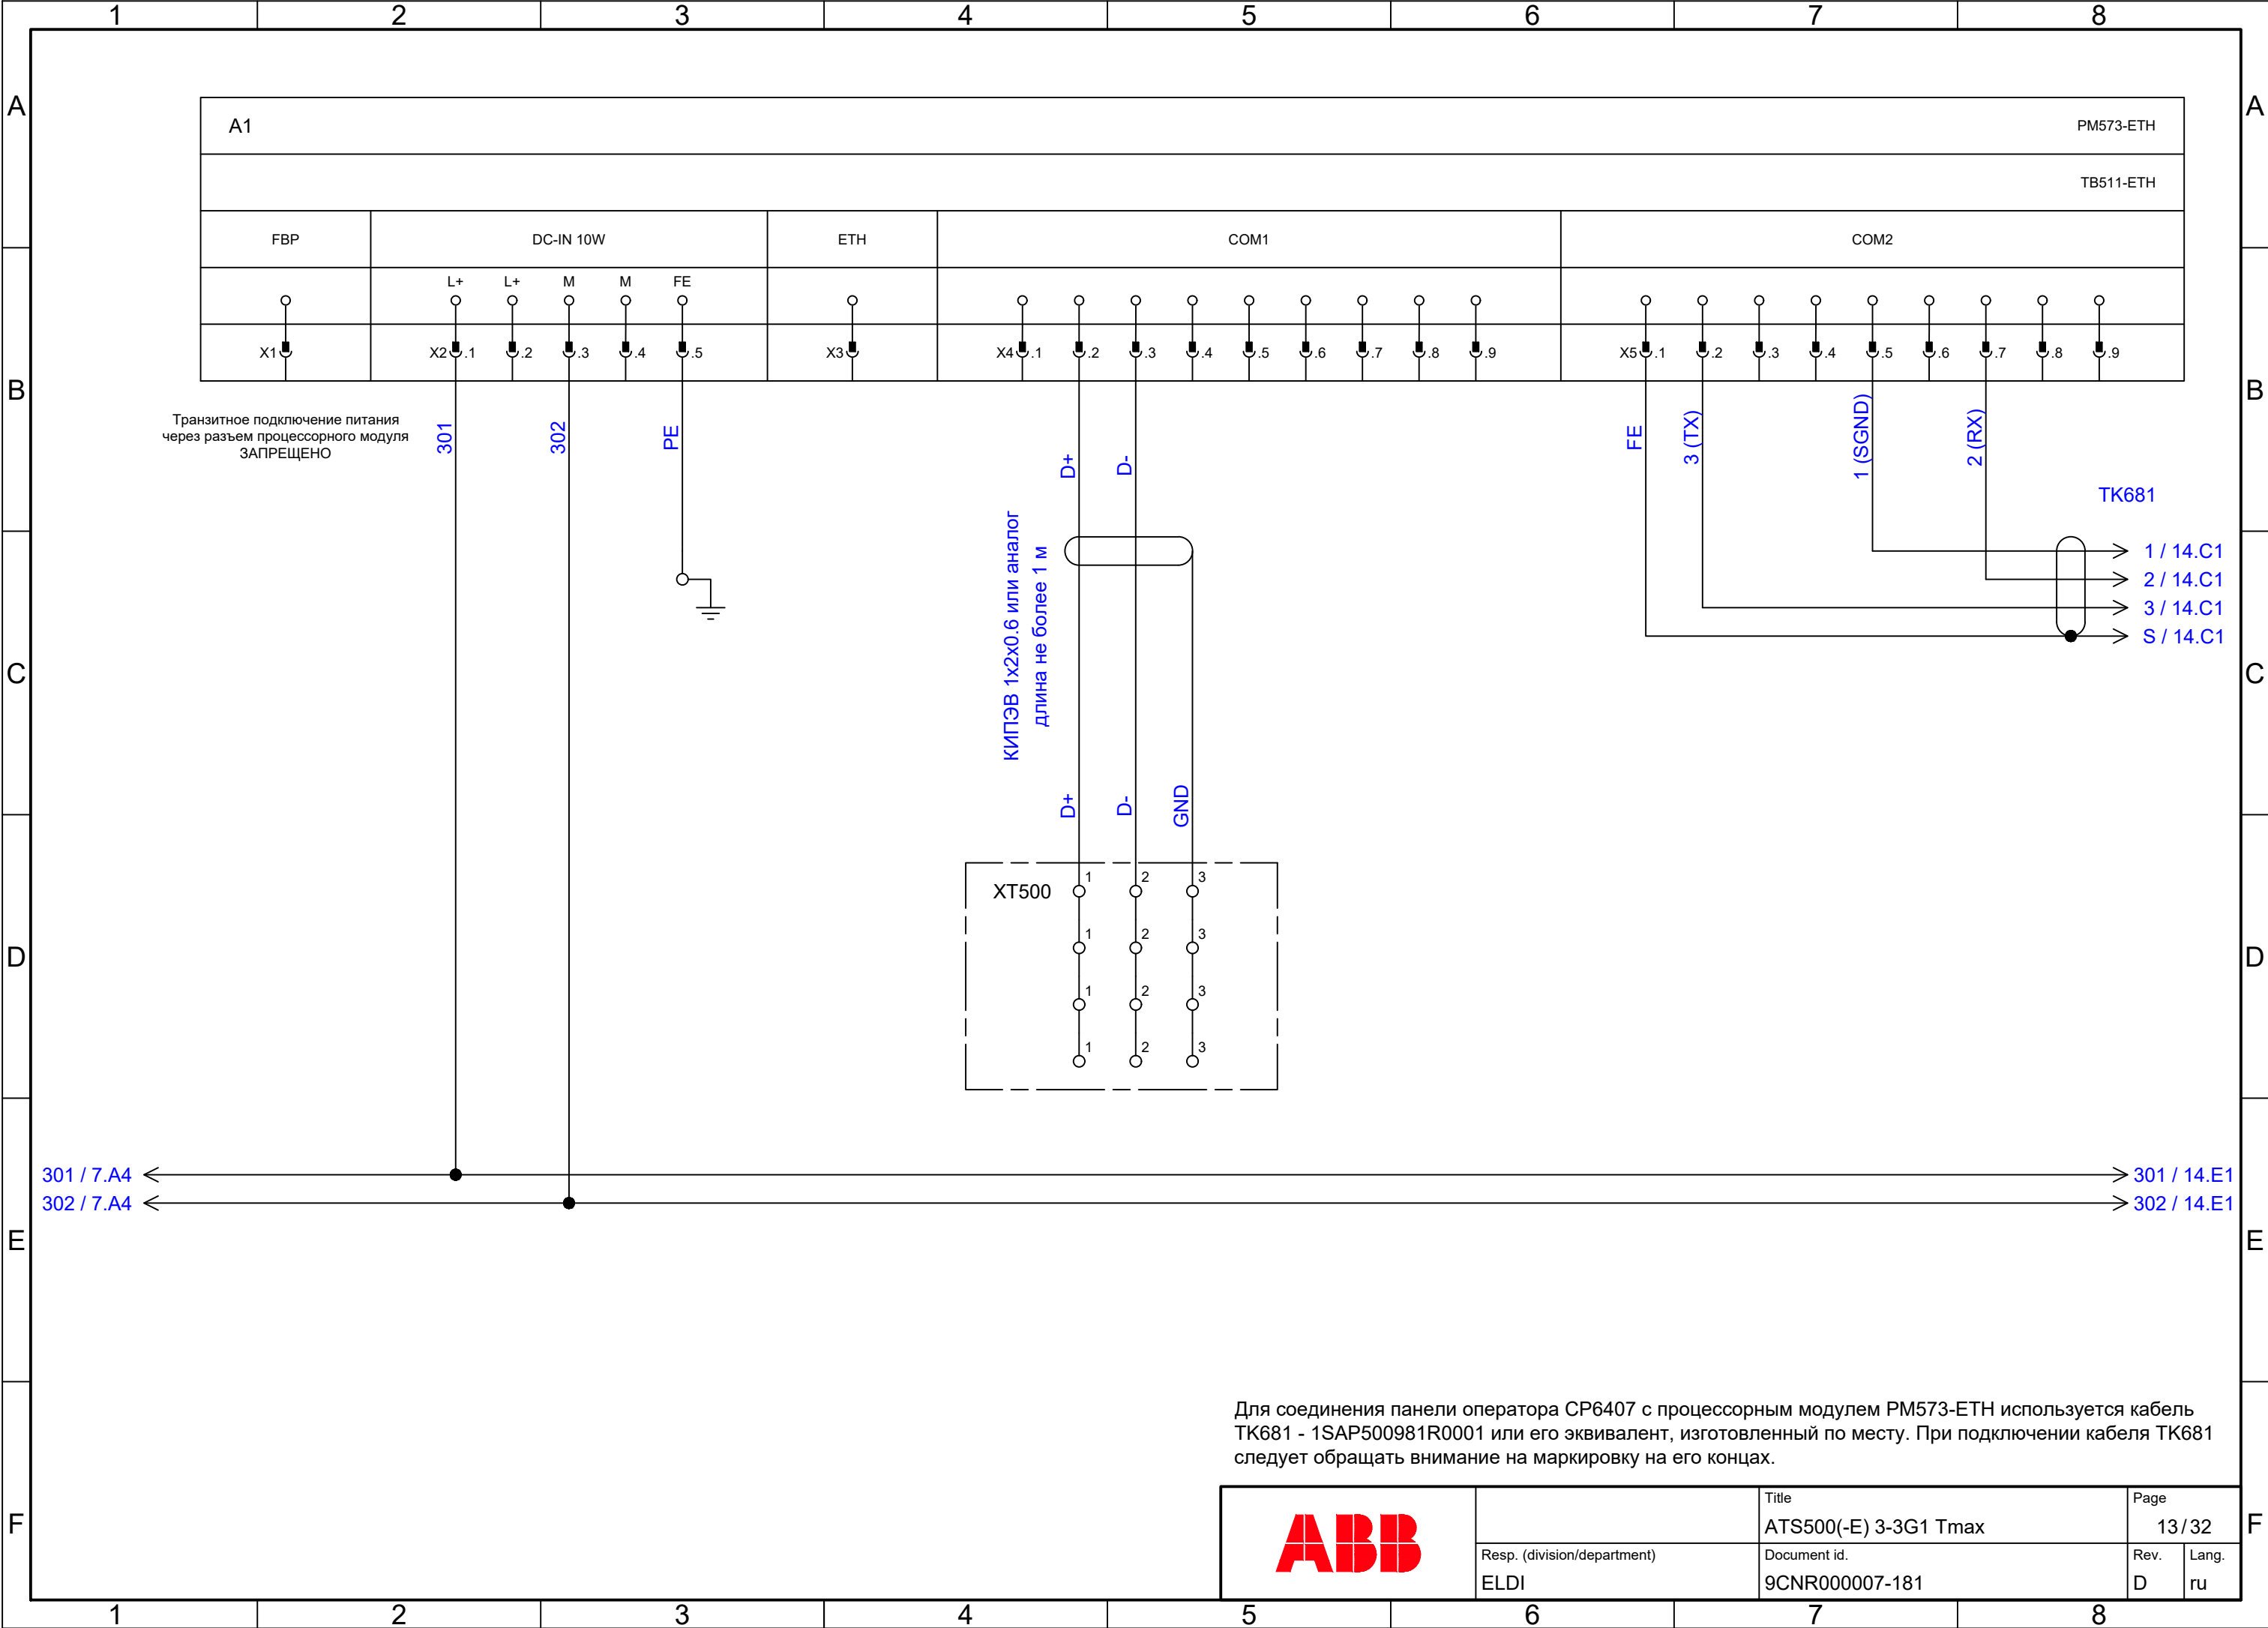 1 2 3 4 5 6 7 8
A A
A1 PM573-ETH
TB511-ETH
FBP DC-IN 10W ETH COM1 COM2
L+ L+ M M FE
X1 X2 .1 .2 .3 .4 .5 X3 X4 .1 .2 .3 .4 .5 .6 .7 .8 .9 X5 .1 .2 .3 .4 .5 .6 .7 .8 .9
B B
Транзитное подключение питания
через разъем процессорного модуля
ЗАПРЕЩЕНО
301
302
PE
D+
D-
FE
3 (TX)
1 (SGND)
2 (RX)
TK681
1 / 14.C1
2 / 14.C1
3 / 14.C1
S / 14.C1
КИПЭВ 1x2x0.6 или аналог
длина не более 1 м
C C
D+
D-
GND
XT500
1 2 3
1 2 3
1 2 3
1 2 3
D D
301 / 7.A4 301 / 14.E1
302 / 7.A4 302 / 14.E1
E E
Для соединения панели оператора CP6407 с процессорным модулем PM573-ETH используется кабель
TK681 - 1SAP500981R0001 или его эквивалент, изготовленный по месту. При подключении кабеля TK681
следует обращать внимание на маркировку на его концах.
F F
ABB
Title
ATS500(-E) 3-3G1 Tmax
Page
13/32
Resp. (division/department)
ELDI
Document id.
9CNR000007-181
Rev.
D
Lang.
ru
1 2 3 4 5 6 7 8